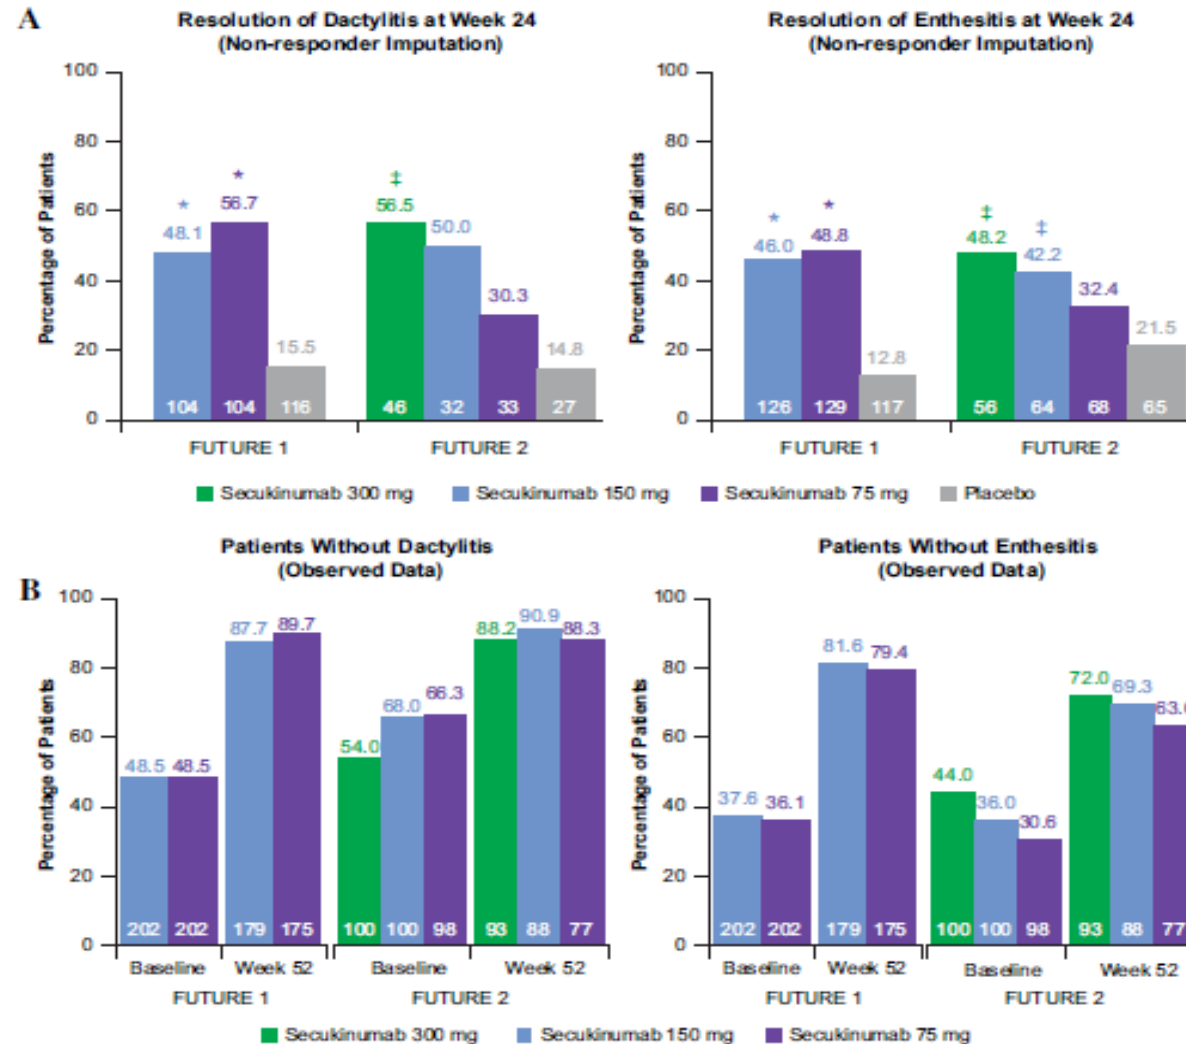 A
Resolution of Dactylitis at Week 24
(Non-responder Imputation)
Percentage of Patients
100
80
60
40
20
0
*
48.1
*
56.7
15.5
‡
56.5
50.0
30.3
14.8
104 104 116 46 32 33 27
FUTURE 1 FUTURE 2
Resolution of Enthesitis at Week 24
(Non-responder Imputation)
Percentage of Patients
100
80
60
40
20
0
*
46.0
*
48.8
12.8
‡
48.2
‡
42.2
32.4
21.5
126 129 117 56 64 68 65
FUTURE 1 FUTURE 2
Secukinumab 300 mg Secukinumab 150 mg Secukinumab 75 mg Placebo
B
Patients Without Dactylitis
(Observed Data)
Percentage of Patients
100
80
60
40
20
0
48.5 48.5 87.7 89.7 54.0 68.0 66.3 88.2 90.9 88.3
202 202 179 175 100 100 98 93 88 77
Baseline Week 52 Baseline Week 52
FUTURE 1 FUTURE 2
Patients Without Enthesitis
(Observed Data)
Percentage of Patients
100
80
60
40
20
0
37.6 36.1 81.6 79.4 44.0 36.0 30.6 72.0 69.3
202 202 179 175 100 100 98 93 88 77
Baseline Week 52 Baseline Week 52
FUTURE 1 FUTURE 2
Secukinumab 300 mg Secukinumab 150 mg Secukinumab 75 mg